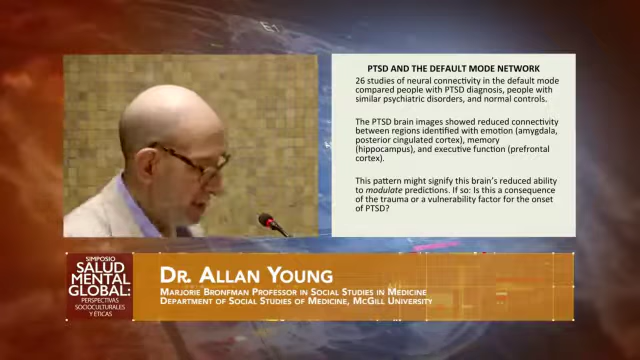 PTSD AND THE DEFAULT MODE NETWORK
26 studies of neural connectivity in the default mode
compared people with PTSD diagnosis, people with
similar psychiatric disorders, and normal controls.
The PTSD brain images showed reduced connectivity
between regions identified with emotion (amygdala,
posterior cingulated cortex), memory
(hippocampus), and executive function (prefrontal
cortex).
This pattern might signify this brain's reduced ability
to modulate predictions. If so: Is this a consequence
of the trauma or a vulnerability factor for the onset
of PTSD?
SIMPOSIO
SALUD
MENTAL
GLOBAL:
PERSPECTIVAS
SOCIOCULTURALES
Y ÉTICAS
DR. ALLAN YOUNG
MARJORIE BRONFMAN PROFESSOR IN SOCIAL STUDIES IN MEDICINE
DEPARTMENT OF SOCIAL STUDIES OF MEDICINE, MCGILL UNIVERSITY